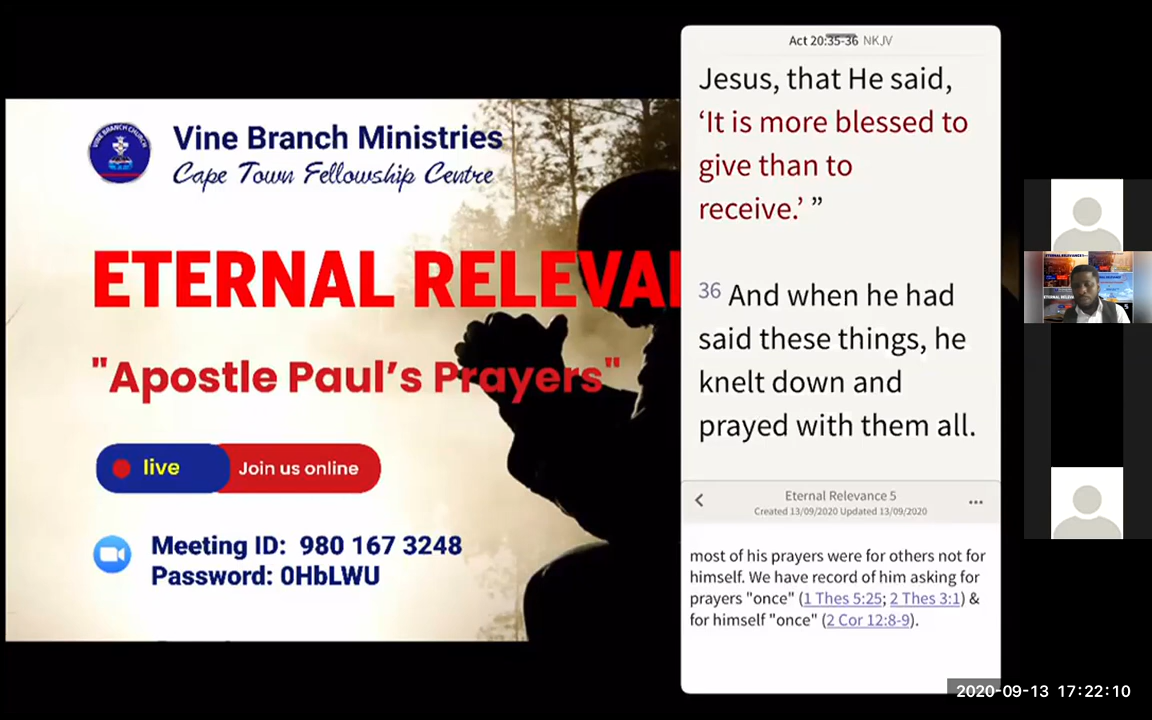 VINE BRANCH CHURCH
Vine Branch Ministries
Cape Town Fellowship Centre
ETERNAL RELEVA
"Apostle Paul's Prayers"
live Join us online
Meeting ID: 980 167 3248
Password: 0HbLWU
Act 20:35-36 NKJV
Jesus, that He said,
‘It is more blessed to
give than to
receive.’ ”
36 And when he had
said these things, he
knelt down and
prayed with them all.
Eternal Relevance 5
Created 13/09/2020 Updated 13/09/2020
most of his prayers were for others not for
himself. We have record of him asking for
prayers "once" (1 Thes 5:25; 2 Thes 3:1) &
for himself "once" (2 Cor 12:8-9).
2020-09-13 17:22:10